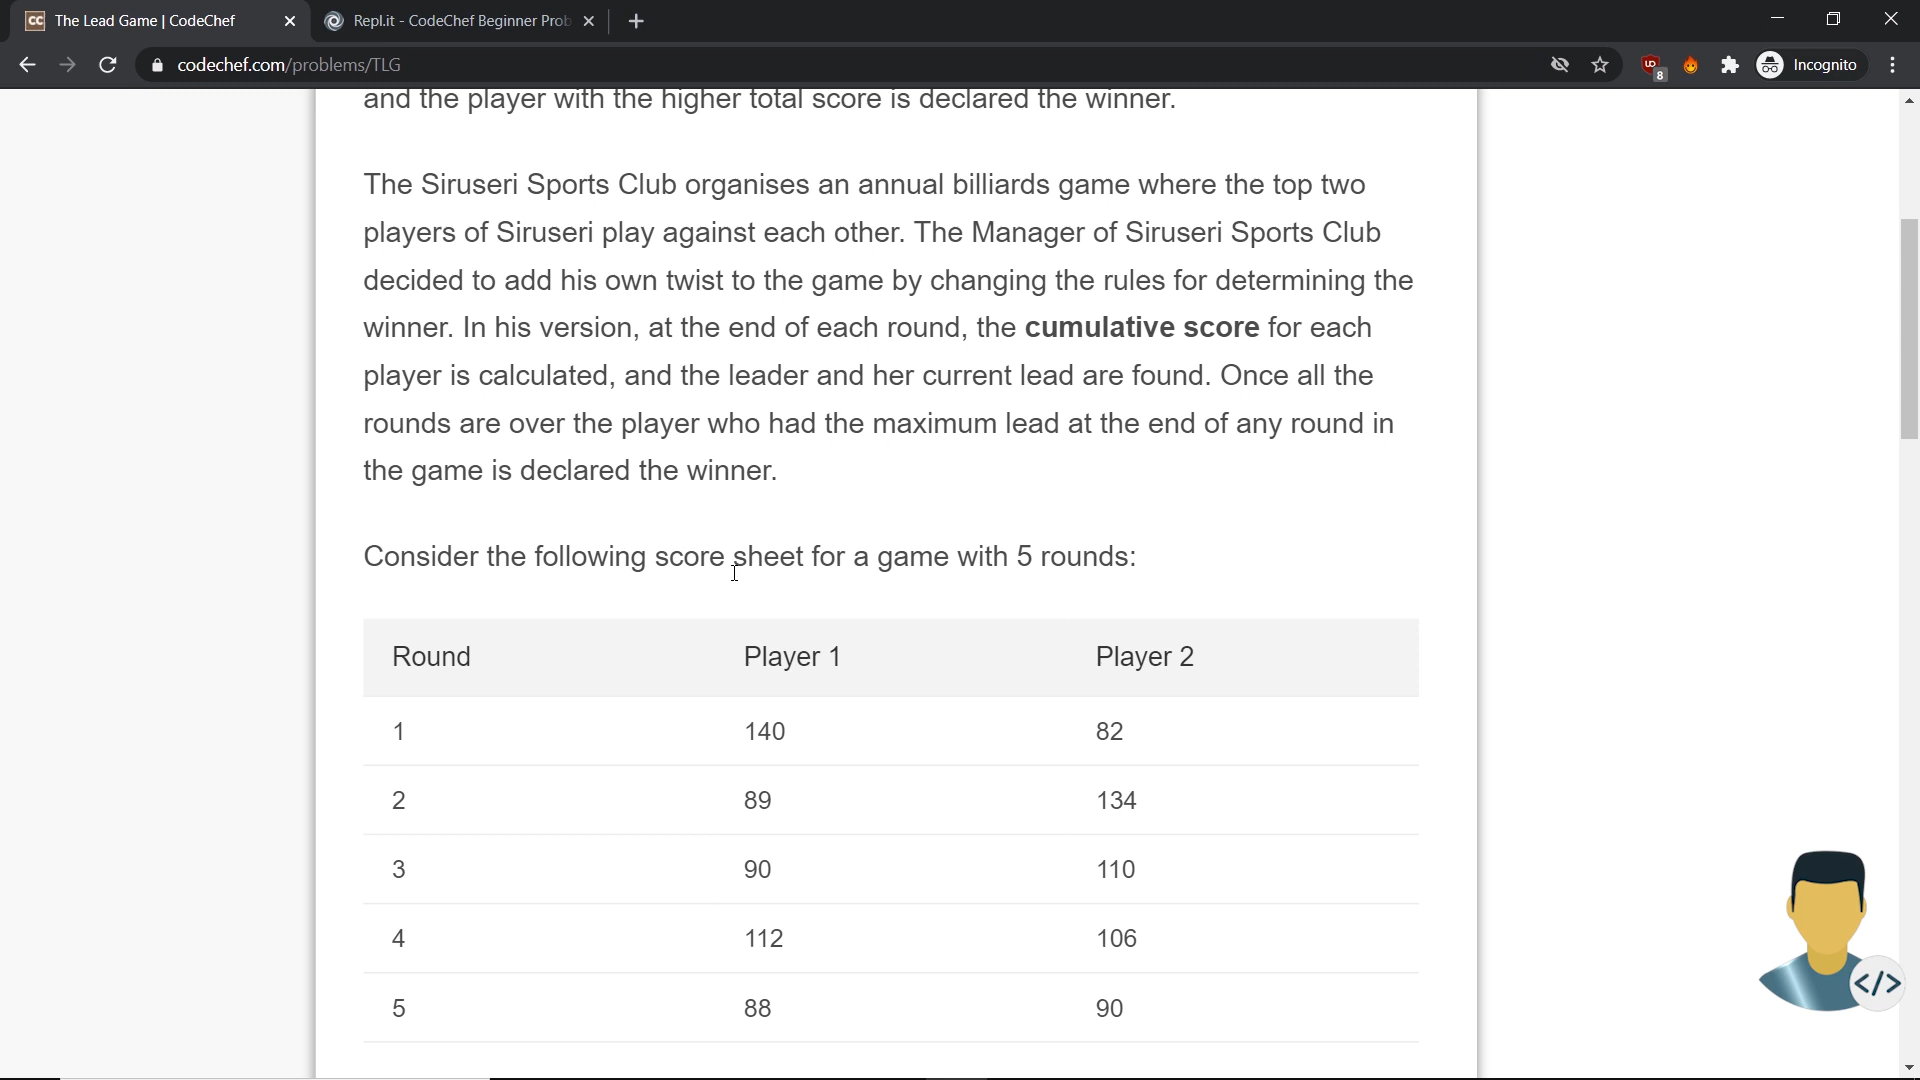 The Lead Game | CodeChef
Repl.it - CodeChef Beginner Prob
codechef.com/problems/TLG
8
Incognito
and the player with the higher total score is declared the winner.
The Siruseri Sports Club organises an annual billiards game where the top two
players of Siruseri play against each other. The Manager of Siruseri Sports Club
decided to add his own twist to the game by changing the rules for determining the
winner. In his version, at the end of each round, the cumulative score for each
player is calculated, and the leader and her current lead are found. Once all the
rounds are over the player who had the maximum lead at the end of any round in
the game is declared the winner.
Consider the following score sheet for a game with 5 rounds:
Round Player 1 Player 2
1 140 82
2 89 134
3 90 110
4 112 106
5 88 90
</>